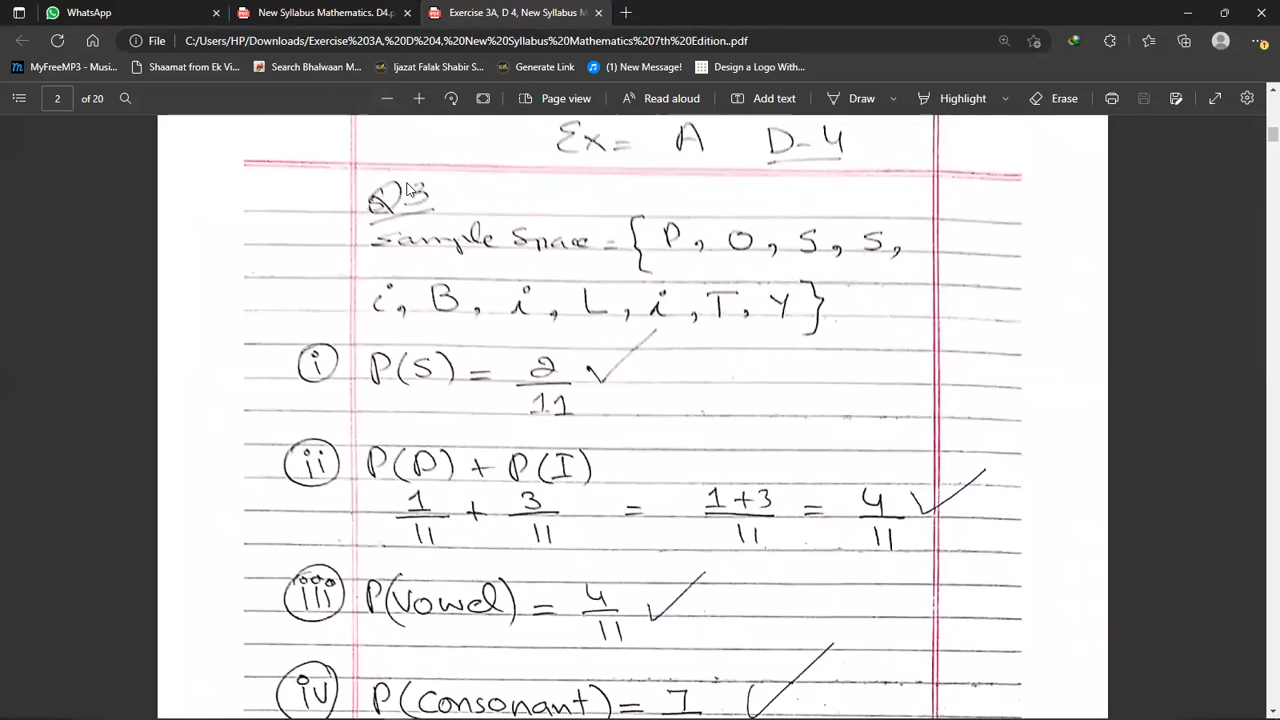 WhatsApp
New Syllabus Mathematics. D4.p
Exercise 3A, D 4, New Syllabus M
File
C:/Users/HP/Downloads/Exercise%203A,%20D%204,%20New%20Syllabus%20Mathematics%207th%20Edition..pdf
MyFreeMP3 - Musi...
Shaamat from Ek Vi...
Search Bhalwaan M...
Ijazat Falak Shabir S...
Generate Link
(1) New Message!
Design a Logo With...
2 of 20
Page view
Read aloud
Add text
Draw
Highlight
Erase
Ex= A D-4
Q3
Sample Space = { P, O, S, S,
i, B, i, L, i, T, Y }
i P(S) = 2/11 ✓
ii P(P) + P(I)
1/11 + 3/11 = 1+3/11 = 4/11 ✓
iii P(Vowel) = 4/11 ✓
iv P(Consonant) = 7 ✓